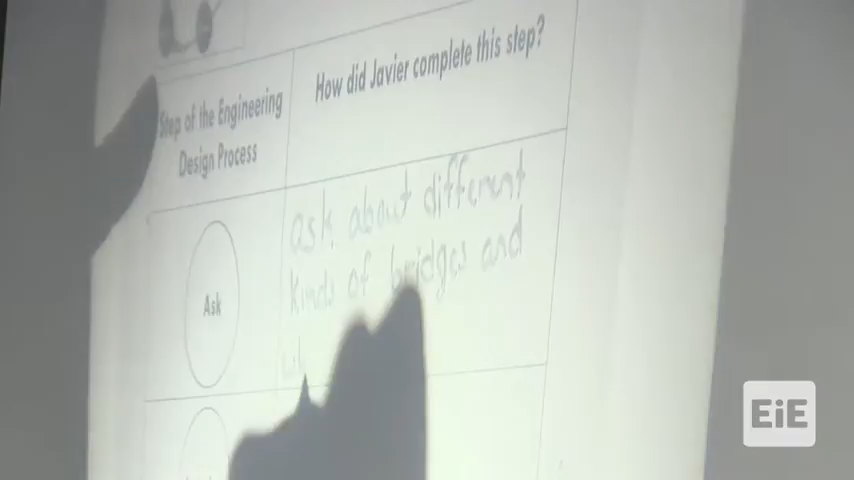 Step of the Engineering
Design Process
How did Javier complete this step?
Ask
ask about different
kinds of bridges and
EiE